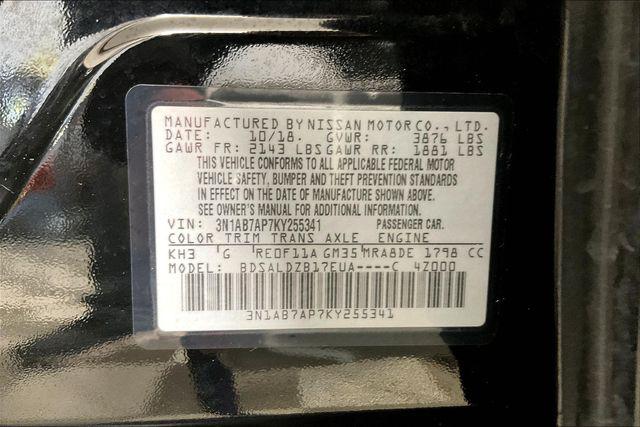 MANUFACTURED BY NISSAN MOTOR CO., LTD.
DATE: 10/18. GVWR: 3876 LBS
GAWR FR: 2143 LBS GAWR RR: 1881 LBS
THIS VEHICLE CONFORMS TO ALL APPLICABLE FEDERAL MOTOR
VEHICLE SAFETY, BUMPER AND THEFT PREVENTION STANDARDS
IN EFFECT ON THE DATE OF MANUFACTURE SHOWN ABOVE.
SEE OWNER'S MANUAL FOR ADDITIONAL INFORMATION.
VIN: 3N1AB7AP7KY255341 PASSENGER CAR.
COLOR TRIM TRANS AXLE ENGINE
KH3 G RE0F11A GM35 MRA8DE 1798 CC
MODEL: BDSALDZB17EUA----C 4Z000
3N1AB7AP7KY255341